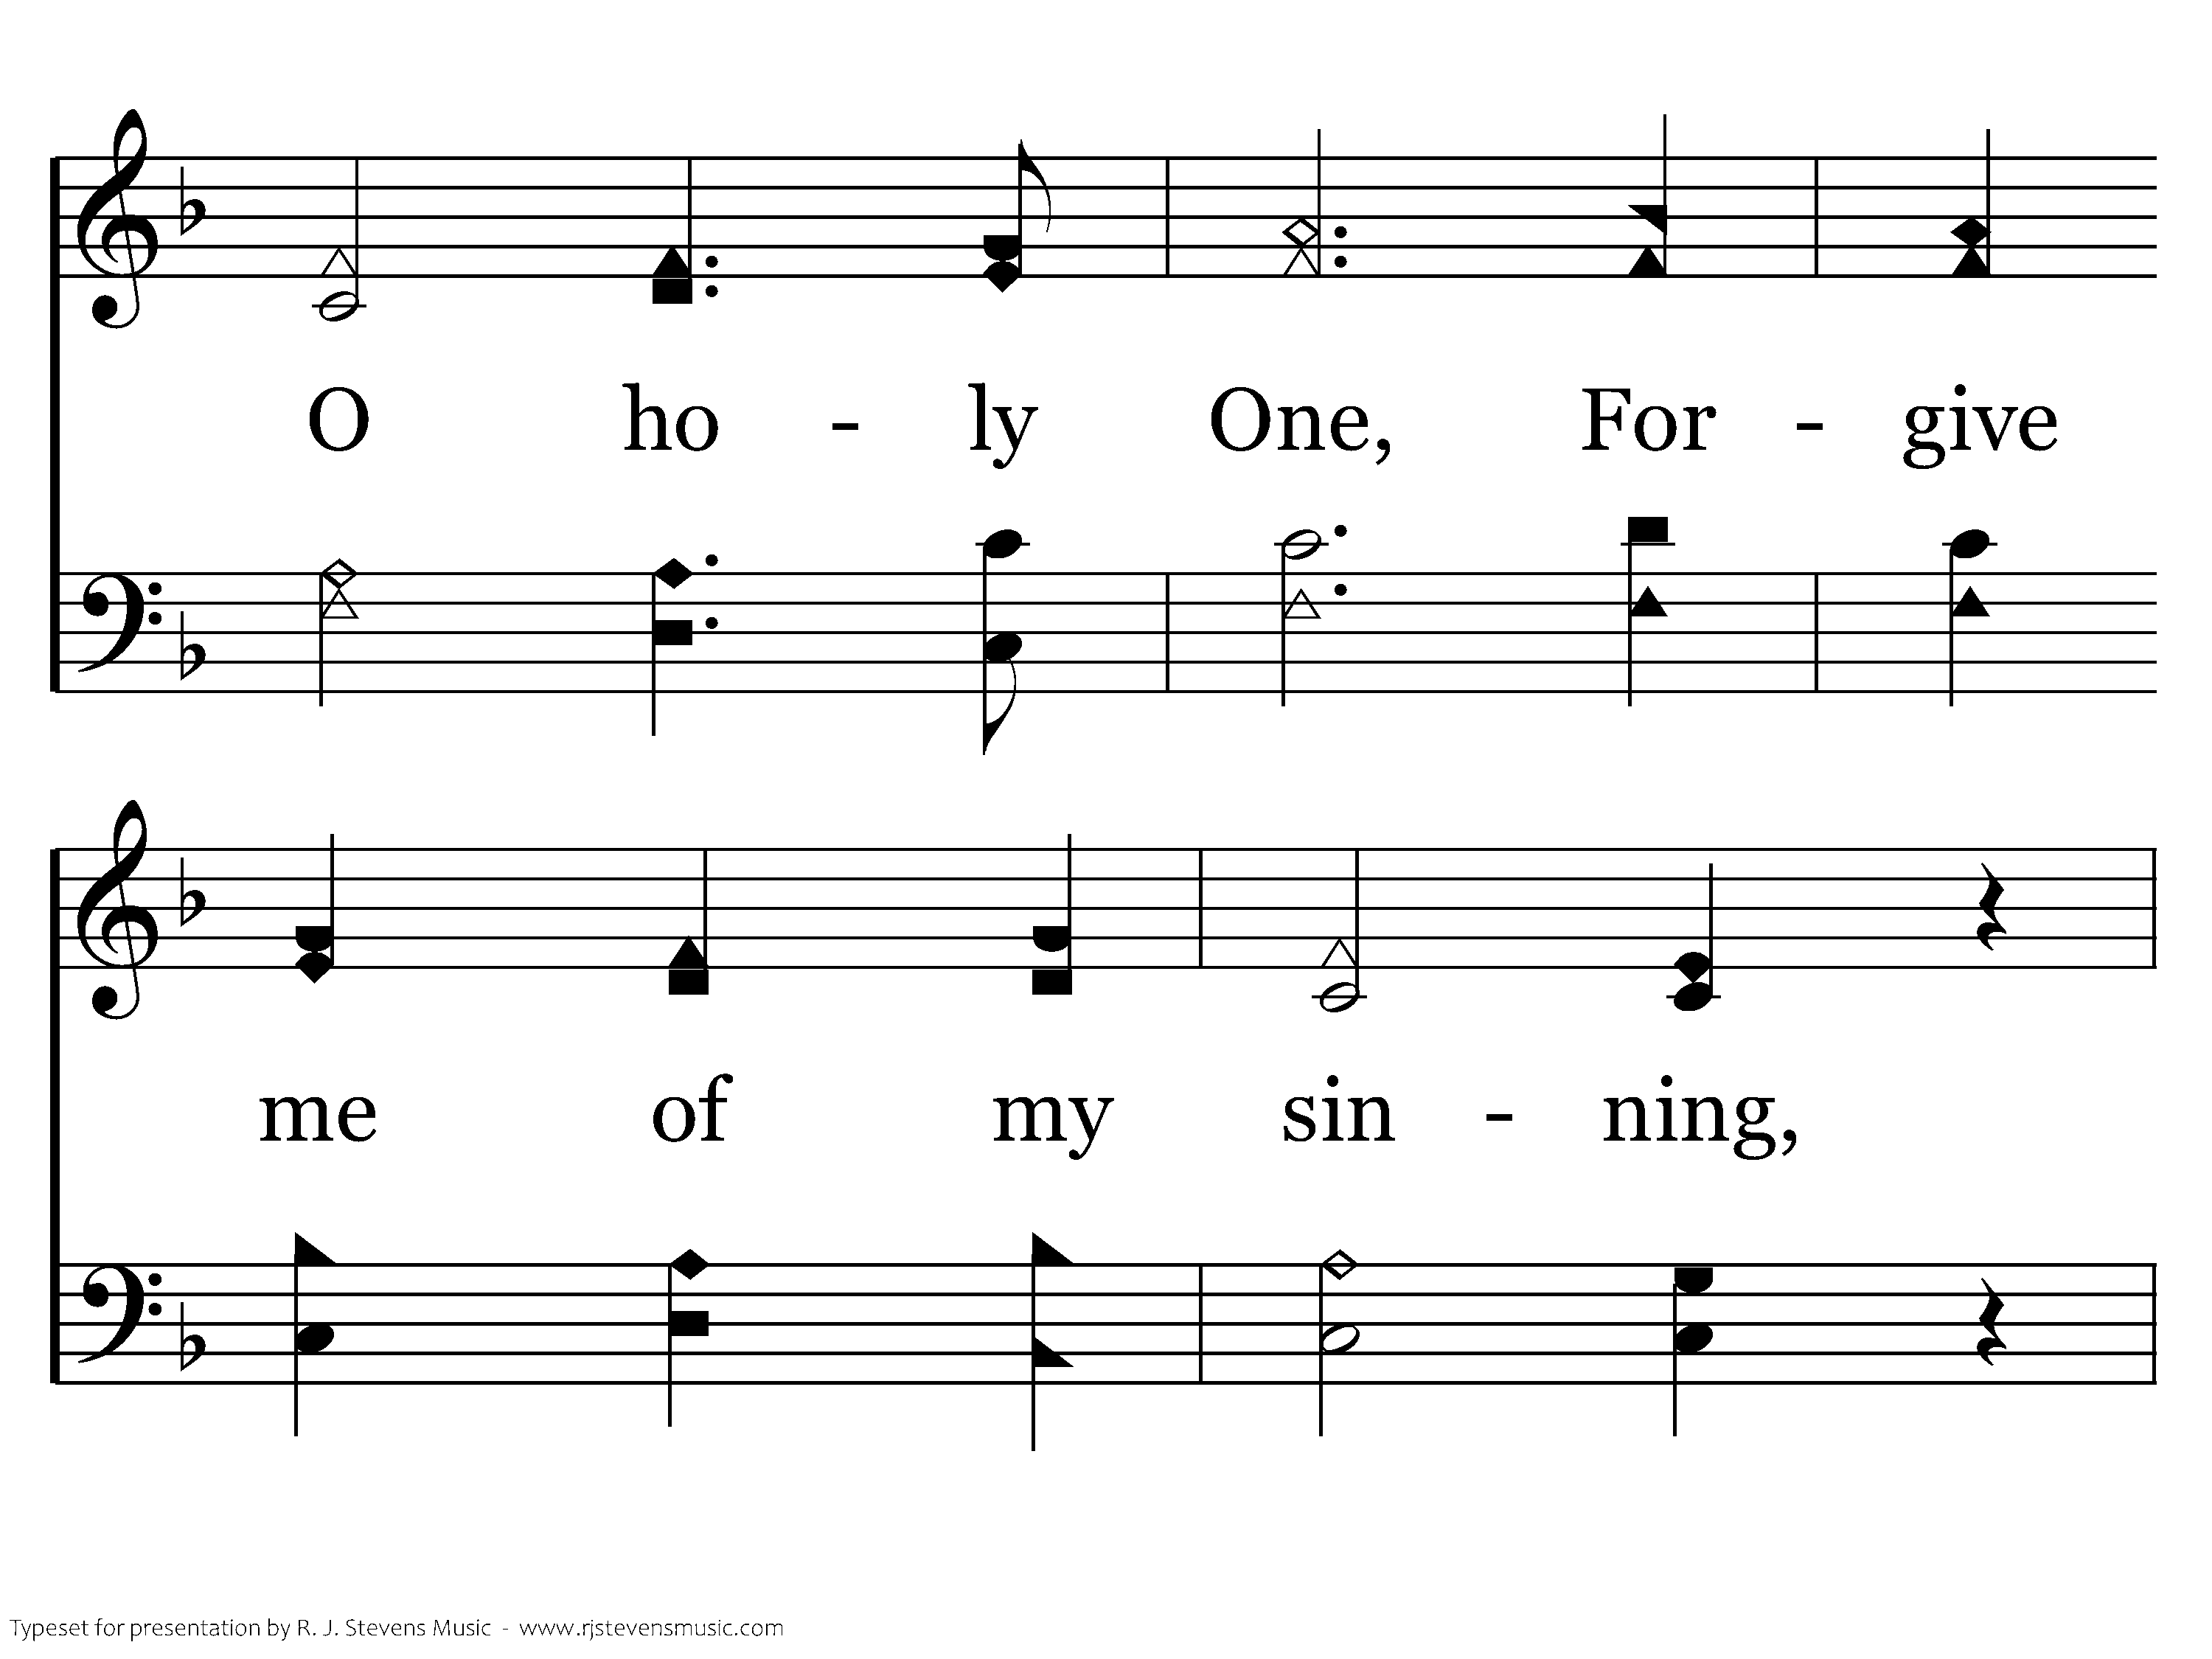 O ho - ly One, For - give
me of my sin - ning,
Typeset for presentation by R. J. Stevens Music - www.rjstevensmusic.com